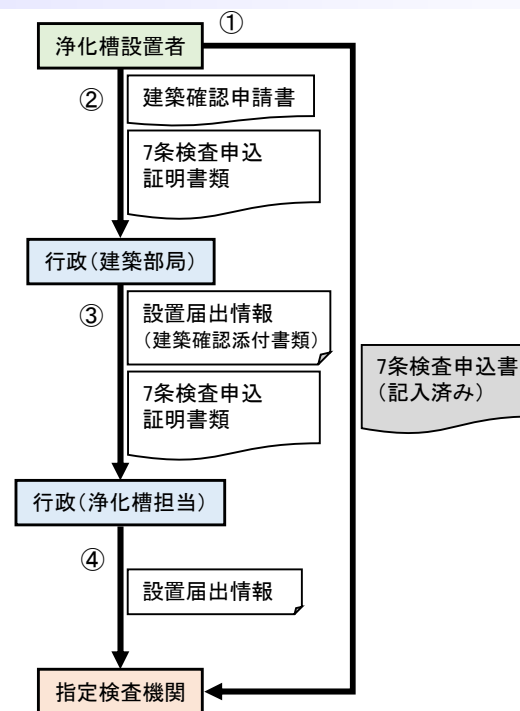 ①
浄化槽設置者
②
建築確認申請書
7条検査申込
証明書類
行政(建築部局)
③
設置届出情報
(建築確認添付書類)
7条検査申込
証明書類
7条検査申込書
(記入済み)
行政(浄化槽担当)
④
設置届出情報
指定検査機関